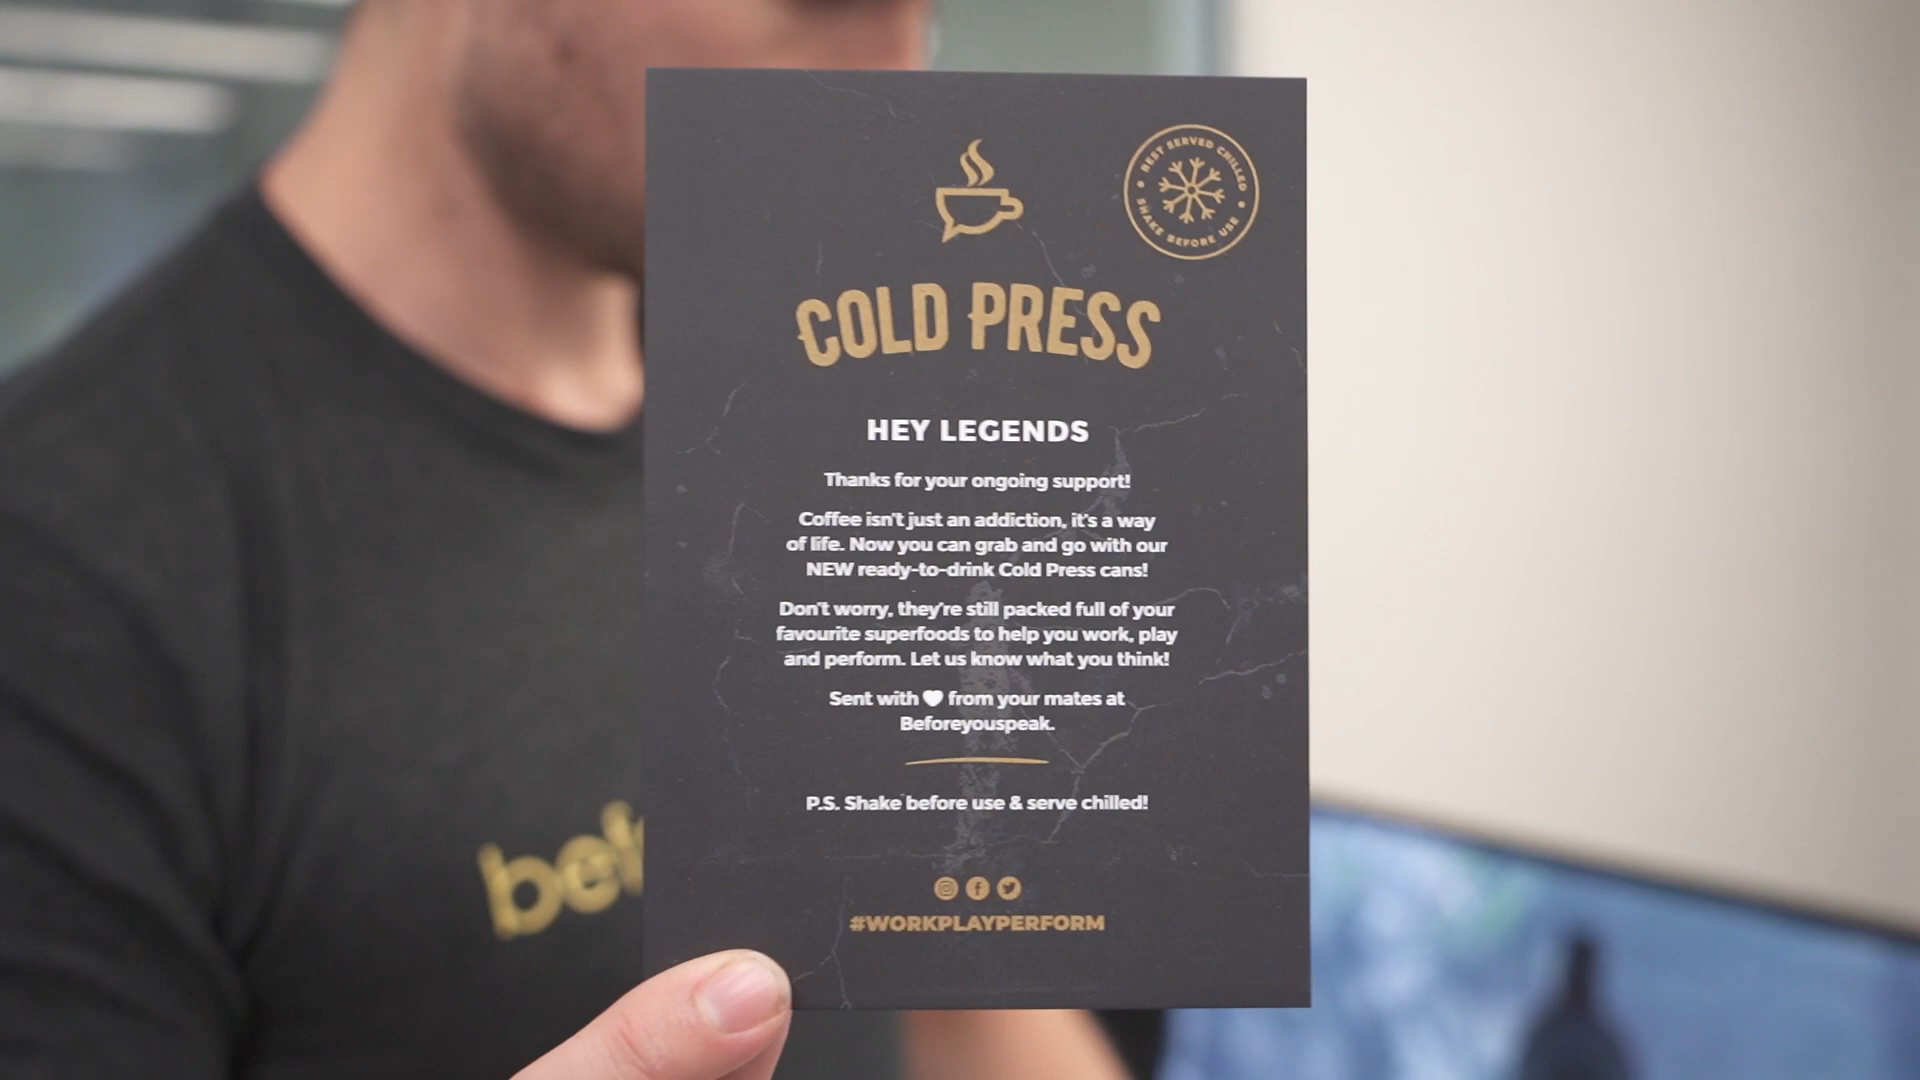 BEST SERVED CHILLED
SHAKE BEFORE USE
COLD PRESS
HEY LEGENDS
Thanks for your ongoing support!
Coffee isn't just an addiction, it's a way
of life. Now you can grab and go with our
NEW ready-to-drink Cold Press cans!
Don't worry, they're still packed full of your
favourite superfoods to help you work, play
and perform. Let us know what you think!
Sent with ♥ from your mates at
Beforeyouspeak.
P.S. Shake before use & serve chilled!
#WORKPLAYPERFORM